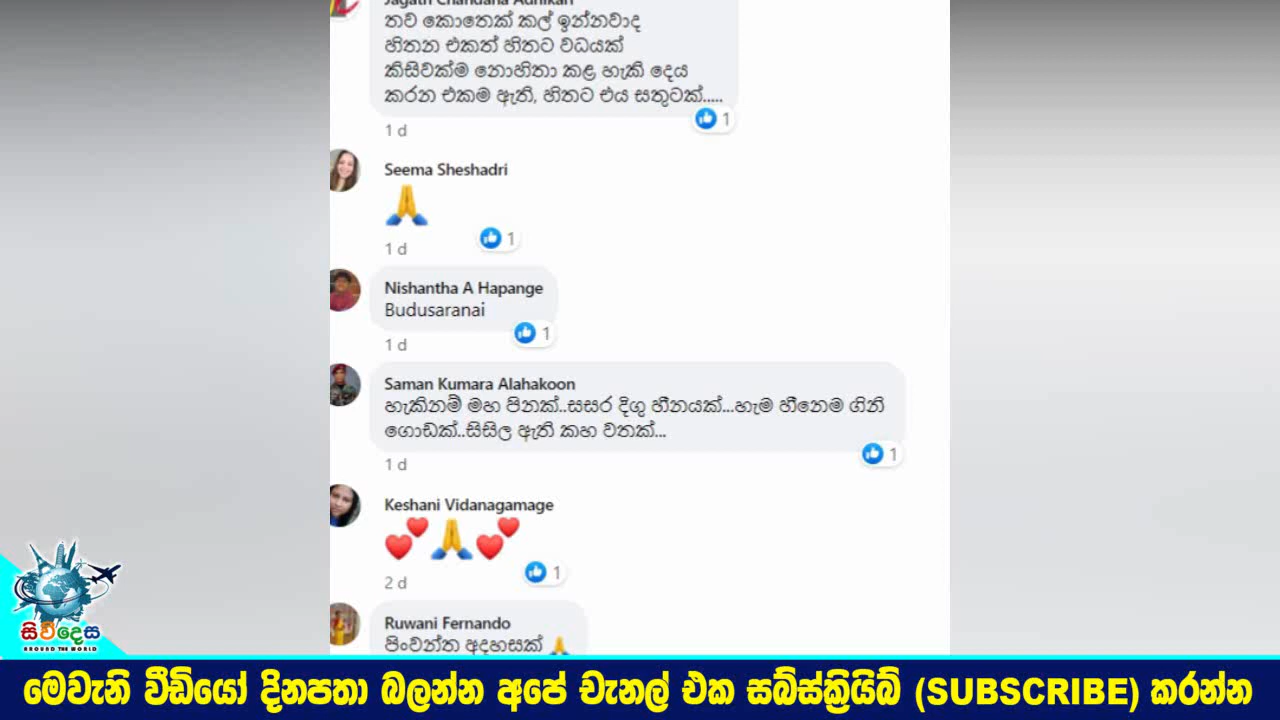 Jagath Chandana Adhikari
තව කොතෙක් කල් ඉන්නවාද
හිතන එකත් හිතට වධයක්
කිසිවක්ම නොහිතා කළ හැකි දෙය
කරන එකම ඇති, හිතට එය සතුටක්.....
1
1 d
Seema Sheshadri
🙏
1
1 d
Nishantha A Hapange
Budusaranai
1
1 d
Saman Kumara Alahakoon
හැකිනම් මහ පිනක්..සසර දිගු හීනයක්...හැම හීනෙම ගිනි
ගොඩක්..සිසිල ඇති කහ වතක්...
1
1 d
Keshani Vidanagamage
💕🙏💕
1
2 d
Ruwani Fernando
පිංවන්ත අදහසක් 🙏
සිව්දෙස
AROUND THE WORLD
මෙවැනි වීඩියෝ දිනපතා බලන්න අපේ චැනල් එක සබ්ස්ක්‍රයිබ් (SUBSCRIBE) කරන්න